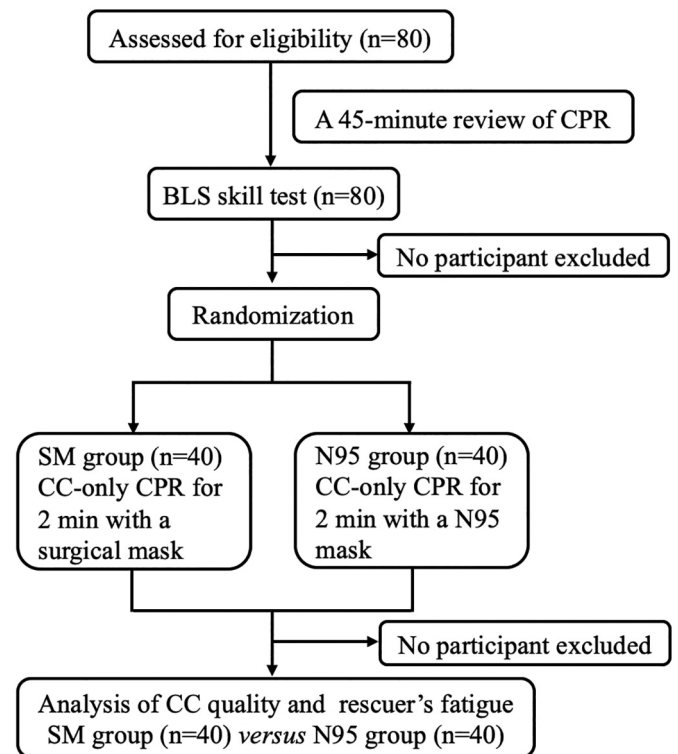 Assessed for eligibility (n=80)
A 45-minute review of CPR
BLS skill test (n=80)
No participant excluded
Randomization
SM group (n=40)
CC-only CPR for
2 min with a
surgical mask
N95 group (n=40)
CC-only CPR for
2 min with a N95
mask
No participant excluded
Analysis of CC quality and rescuer's fatigue
SM group (n=40) versus N95 group (n=40)